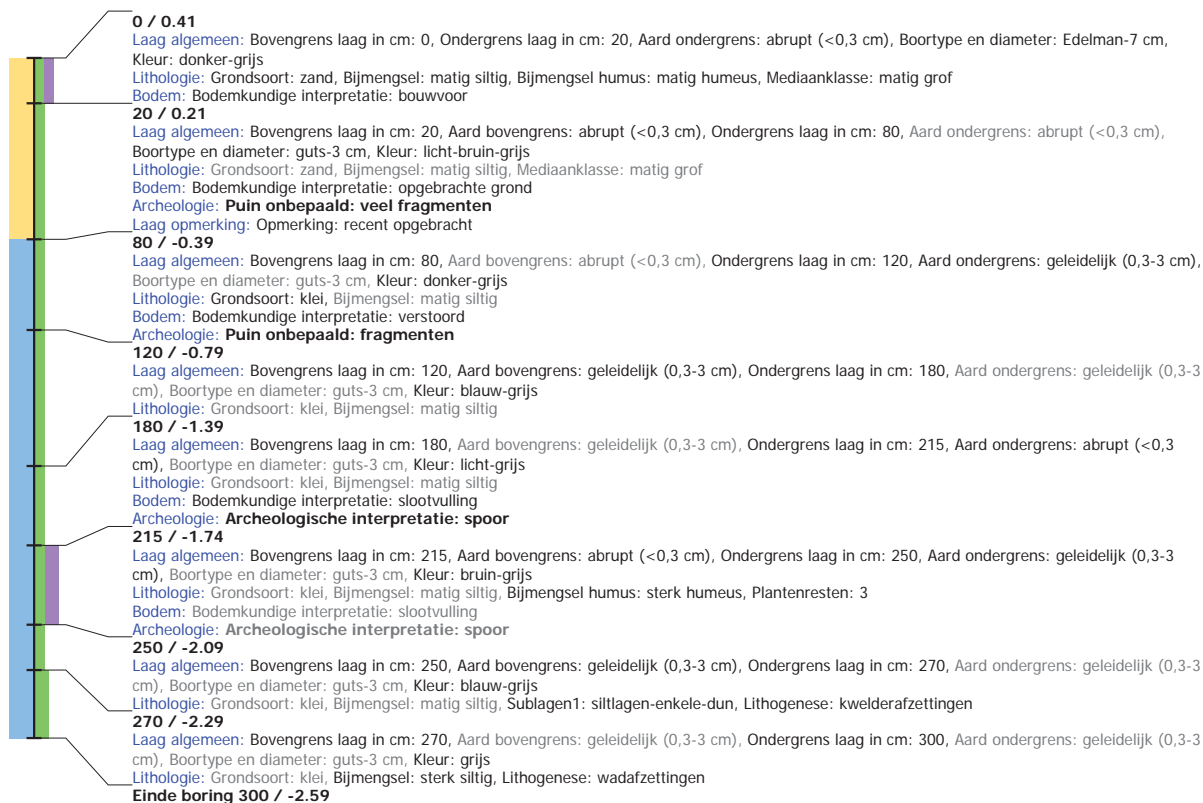 0 / 0.41
Laag algemeen: Bovengrens laag in cm: 0, Ondergrens laag in cm: 20, Aard ondergrens: abrupt (<0,3 cm), Boortype en diameter: Edelman-7 cm,
Kleur: donker-grijs
Lithologie: Grondsoort: zand, Bijmengsel: matig siltig, Bijmengsel humus: matig humeus, Mediaanklasse: matig grof
Bodem: Bodemkundige interpretatie: bouwvoor
20 / 0.21
Laag algemeen: Bovengrens laag in cm: 20, Aard bovengrens: abrupt (<0,3 cm), Ondergrens laag in cm: 80, Aard ondergrens: abrupt (<0,3 cm),
Boortype en diameter: guts-3 cm, Kleur: licht-bruin-grijs
Lithologie: Grondsoort: zand, Bijmengsel: matig siltig, Mediaanklasse: matig grof
Bodem: Bodemkundige interpretatie: opgebrachte grond
Archeologie: Puin onbepaald: veel fragmenten
Laag opmerking: Opmerking: recent opgebracht
80 / -0.39
Laag algemeen: Bovengrens laag in cm: 80, Aard bovengrens: abrupt (<0,3 cm), Ondergrens laag in cm: 120, Aard ondergrens: geleidelijk (0,3-3 cm),
Boortype en diameter: guts-3 cm, Kleur: donker-grijs
Lithologie: Grondsoort: klei, Bijmengsel: matig siltig
Bodem: Bodemkundige interpretatie: verstoord
Archeologie: Puin onbepaald: fragmenten
120 / -0.79
Laag algemeen: Bovengrens laag in cm: 120, Aard bovengrens: geleidelijk (0,3-3 cm), Ondergrens laag in cm: 180, Aard ondergrens: geleidelijk (0,3-3
cm), Boortype en diameter: guts-3 cm, Kleur: blauw-grijs
Lithologie: Grondsoort: klei, Bijmengsel: matig siltig
180 / -1.39
Laag algemeen: Bovengrens laag in cm: 180, Aard bovengrens: geleidelijk (0,3-3 cm), Ondergrens laag in cm: 215, Aard ondergrens: abrupt (<0,3
cm), Boortype en diameter: guts-3 cm, Kleur: licht-grijs
Lithologie: Grondsoort: klei, Bijmengsel: matig siltig
Bodem: Bodemkundige interpretatie: slootvulling
Archeologie: Archeologische interpretatie: spoor
215 / -1.74
Laag algemeen: Bovengrens laag in cm: 215, Aard bovengrens: abrupt (<0,3 cm), Ondergrens laag in cm: 250, Aard ondergrens: geleidelijk (0,3-3
cm), Boortype en diameter: guts-3 cm, Kleur: bruin-grijs
Lithologie: Grondsoort: klei, Bijmengsel: matig siltig, Bijmengsel humus: sterk humeus, Plantenresten: 3
Bodem: Bodemkundige interpretatie: slootvulling
Archeologie: Archeologische interpretatie: spoor
250 / -2.09
Laag algemeen: Bovengrens laag in cm: 250, Aard bovengrens: geleidelijk (0,3-3 cm), Ondergrens laag in cm: 270, Aard ondergrens: geleidelijk (0,3-3
cm), Boortype en diameter: guts-3 cm, Kleur: blauw-grijs
Lithologie: Grondsoort: klei, Bijmengsel: matig siltig, Sublagen1: siltlagen-enkele-dun, Lithogenese: kwelderafzettingen
270 / -2.29
Laag algemeen: Bovengrens laag in cm: 270, Aard bovengrens: geleidelijk (0,3-3 cm), Ondergrens laag in cm: 300, Aard ondergrens: geleidelijk (0,3-3
cm), Boortype en diameter: guts-3 cm, Kleur: grijs
Lithologie: Grondsoort: klei, Bijmengsel: sterk siltig, Lithogenese: wadafzettingen
Einde boring 300 / -2.59